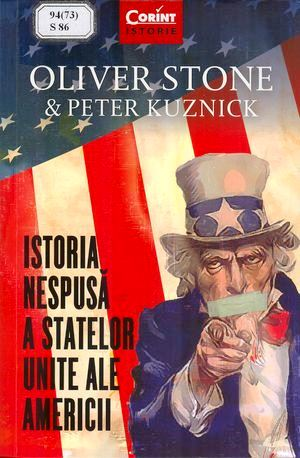 94(73)
S 86
CORINT
ISTORIE
OLIVER STONE
& PETER KUZNICK
ISTORIA
NESPUSĂ
A STATELOR
UNITE ALE
AMERICII